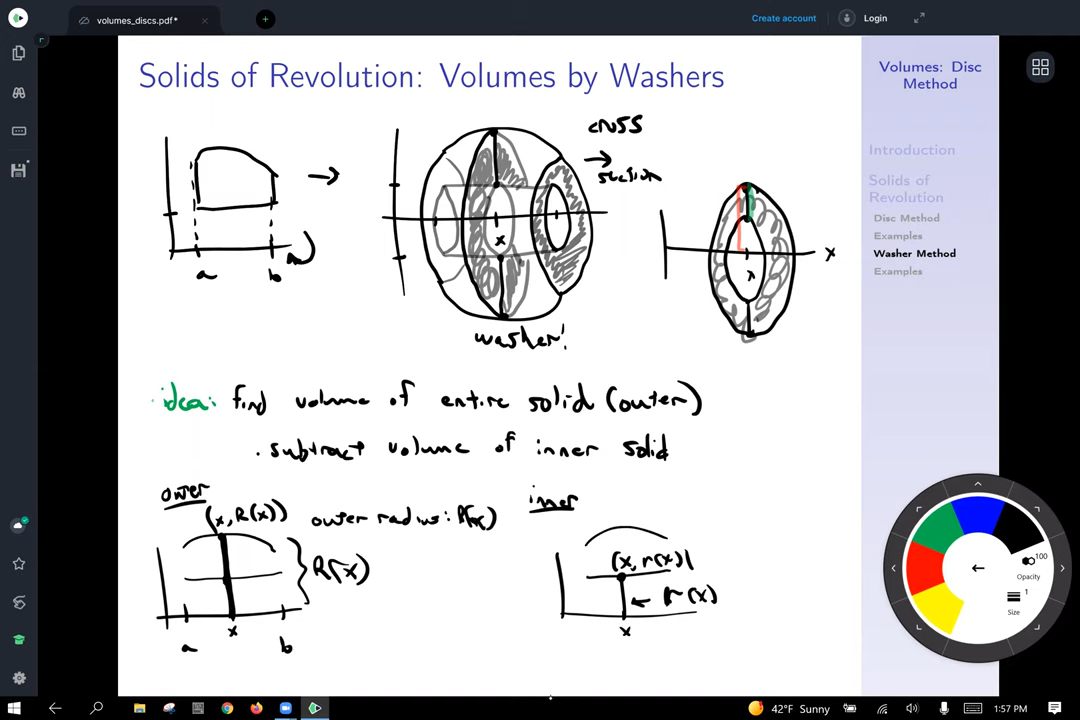 volumes_discs.pdf*
Create account
Login
Solids of Revolution: Volumes by Washers
Volumes: Disc
Method
Introduction
Solids of
Revolution
Disc Method
Examples
Washer Method
Examples
cross
section
a
b
x
x
x
washer!
idea: find volume of entire solid (outer)
. subtract volume of inner solid
outer
(x, R(x)) outer radius: R(x)
R(x)
a x b
inner
(x, r(x))
r(x)
x
100
Opacity
1
Size
42°F Sunny
1:57 PM